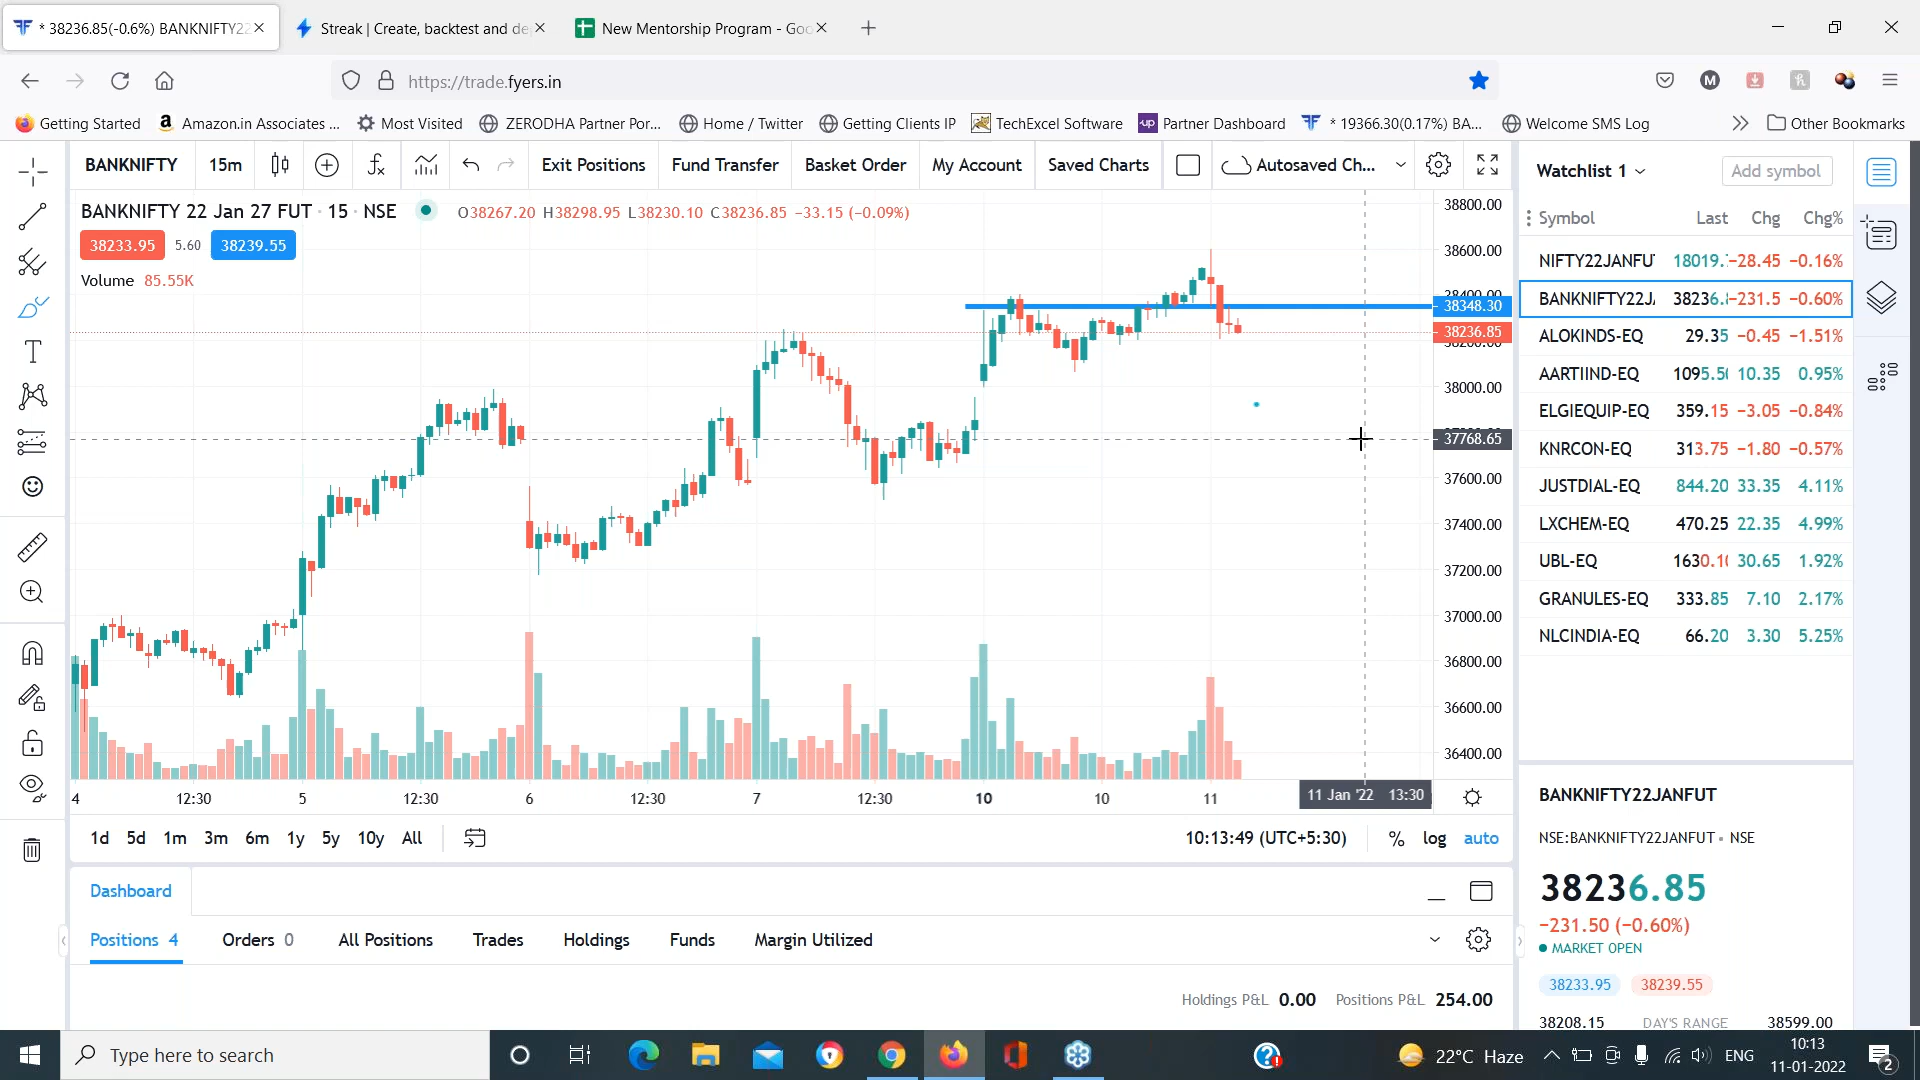 * 38236.85(-0.6%) BANKNIFTY22
Streak | Create, backtest and de
New Mentorship Program - Goo
https://trade.fyers.in
Getting Started
Amazon.in Associates ...
Most Visited
ZERODHA Partner Por...
Home / Twitter
Getting Clients IP
TechExcel Software
up Partner Dashboard
* 19366.30(0.17%) BA...
Welcome SMS Log
Other Bookmarks
BANKNIFTY 15m Exit Positions Fund Transfer Basket Order My Account Saved Charts Autosaved Ch...
Watchlist 1 Add symbol
BANKNIFTY 22 Jan 27 FUT · 15 · NSE O38267.20 H38298.95 L38230.10 C38236.85 −33.15 (−0.09%)
38233.95 5.60 38239.55
Volume 85.55K
38800.00
38600.00
38400.00
38348.30
38236.85
38200.00
38000.00
37768.65
37600.00
37400.00
37200.00
37000.00
36800.00
36600.00
36400.00
4 12:30 5 12:30 6 12:30 7 12:30 10 10 11 11 Jan '22 13:30
1d 5d 1m 3m 6m 1y 5y 10y All 10:13:49 (UTC+5:30) % log auto
Symbol Last Chg Chg%
NIFTY22JANFU 18019. −28.45 −0.16%
BANKNIFTY22J 38236. −231.5 −0.60%
ALOKINDS-EQ 29.35 −0.45 −1.51%
AARTIIND-EQ 1095.50 10.35 0.95%
ELGIEQUIP-EQ 359.15 −3.05 −0.84%
KNRCON-EQ 313.75 −1.80 −0.57%
JUSTDIAL-EQ 844.20 33.35 4.11%
LXCHEM-EQ 470.25 22.35 4.99%
UBL-EQ 1630.10 30.65 1.92%
GRANULES-EQ 333.85 7.10 2.17%
NLCINDIA-EQ 66.20 3.30 5.25%
BANKNIFTY22JANFUT
NSE:BANKNIFTY22JANFUT • NSE
38236.85
−231.50 (−0.60%)
MARKET OPEN
38233.95 38239.55
38208.15 DAY'S RANGE 38599.00
Dashboard
Positions 4 Orders 0 All Positions Trades Holdings Funds Margin Utilized
Holdings P&L 0.00 Positions P&L 254.00
Type here to search
22°C Haze
ENG
10:13
11-01-2022
2